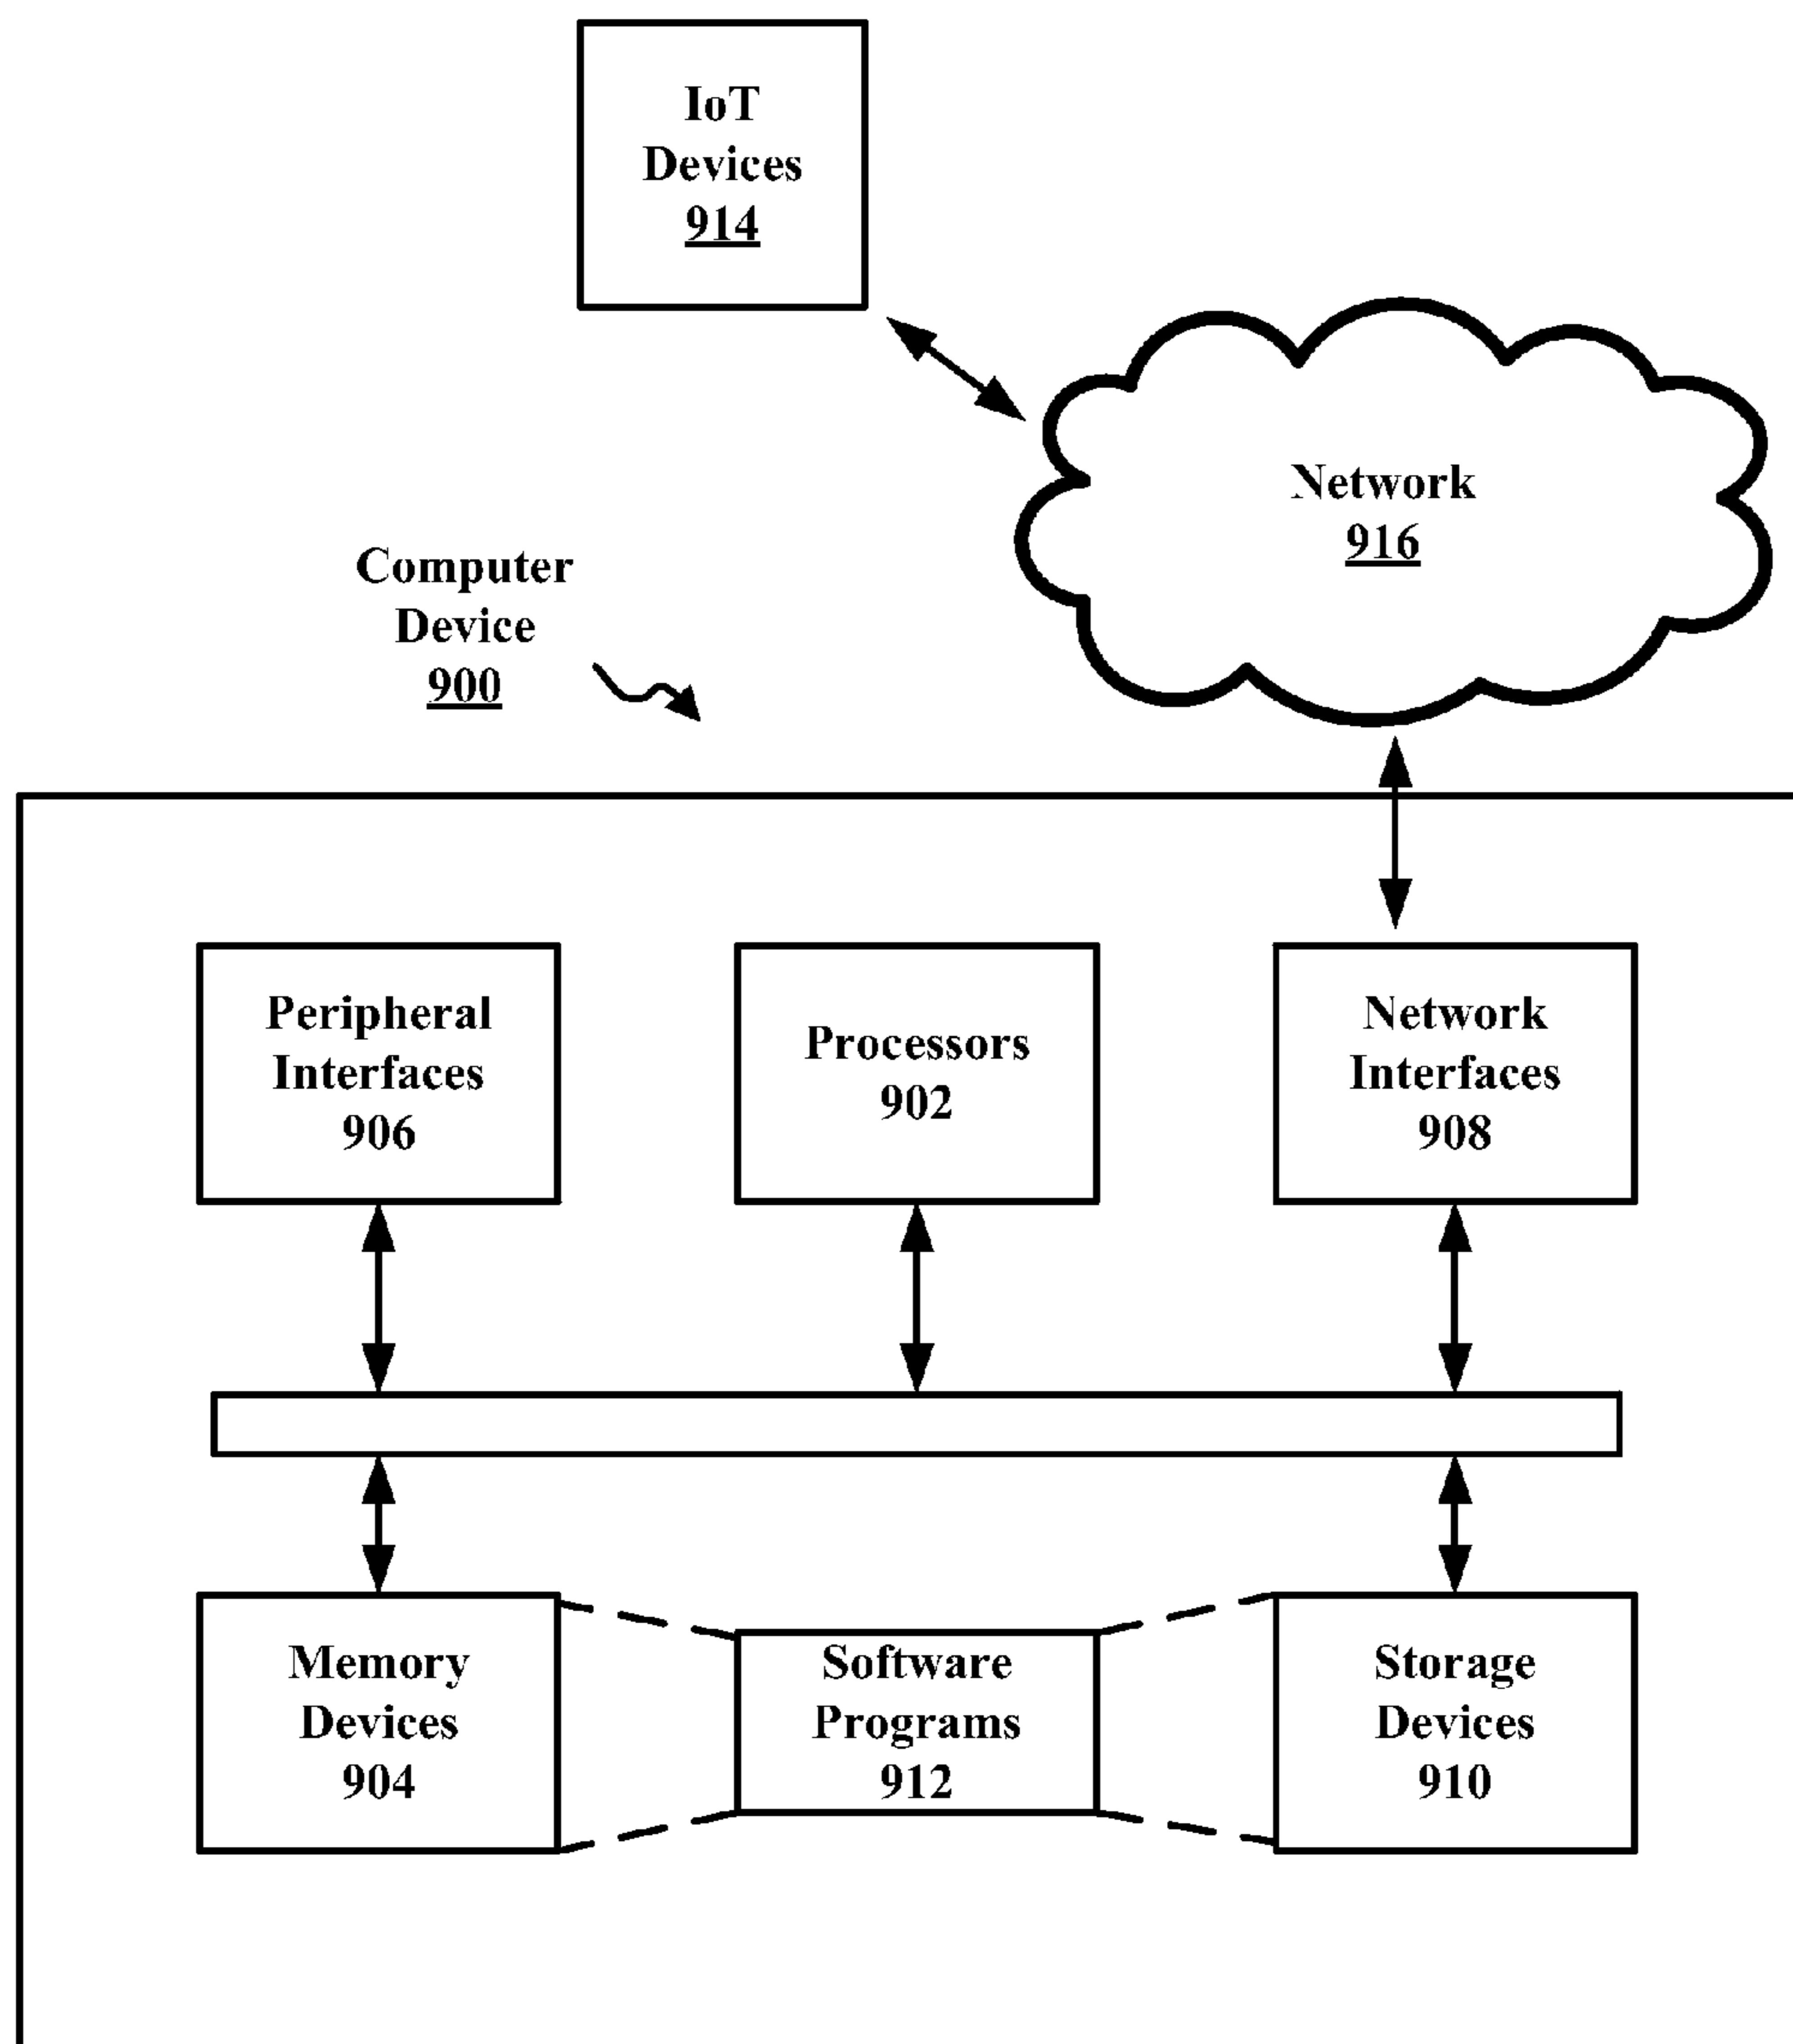 IoT
Devices
914
Network
916
Computer
Device
900
Peripheral
Interfaces
906
Processors
902
Network
Interfaces
908
Memory
Devices
904
Software
Programs
912
Storage
Devices
910